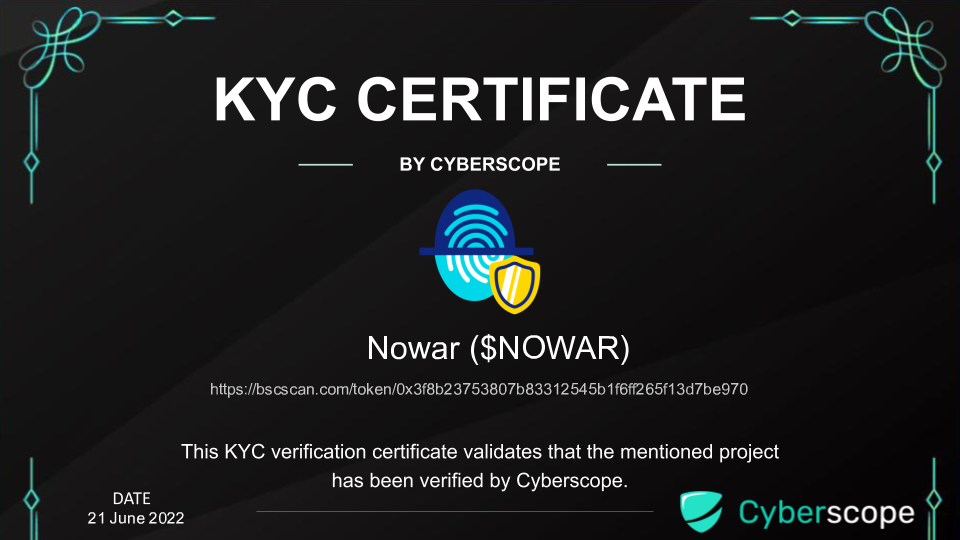 KYC CERTIFICATE
BY CYBERSCOPE
Nowar ($NOWAR)
https://bscscan.com/token/0x3f8b23753807b83312545b1f6ff265f13d7be970
This KYC verification certificate validates that the mentioned project
has been verified by Cyberscope.
DATE
21 June 2022
Cyberscope